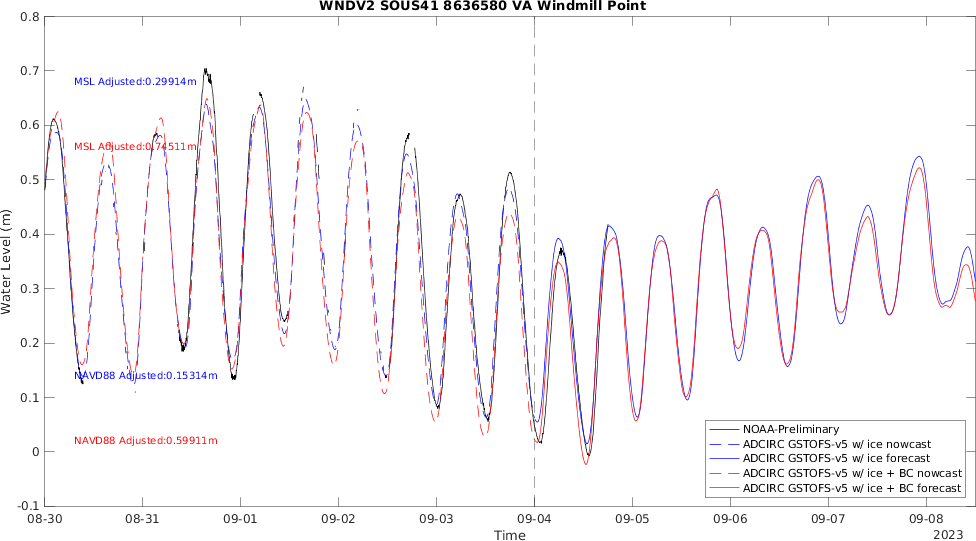 WNDV2 SOUS41 8636580 VA Windmill Point
0.8
0.7
MSL Adjusted:0.29914m
0.6
MSL Adjusted:0.74511m
0.5
0.4
Water Level (m)
0.3
0.2
NAVD88 Adjusted:0.15314m
0.1
NAVD88 Adjusted:0.59911m
0
-0.1
NOAA-Preliminary
ADCIRC GSTOFS-v5 w/ ice nowcast
ADCIRC GSTOFS-v5 w/ ice forecast
ADCIRC GSTOFS-v5 w/ ice + BC nowcast
ADCIRC GSTOFS-v5 w/ ice + BC forecast
08-30 08-31 09-01 09-02 09-03 09-04 09-05 09-06 09-07 09-08
Time
2023